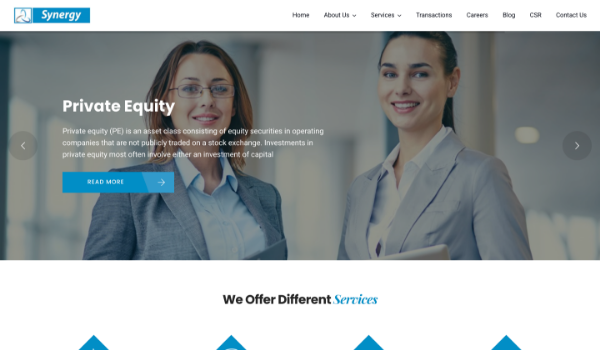 Synergy
Home About Us Services Transactions Careers Blog CSR Contact Us
Private Equity
Private equity (PE) is an asset class consisting of equity securities in operating
companies that are not publicly traded on a stock exchange. Investments in
private equity most often involve either an investment of capital
READ MORE
We Offer Different Services